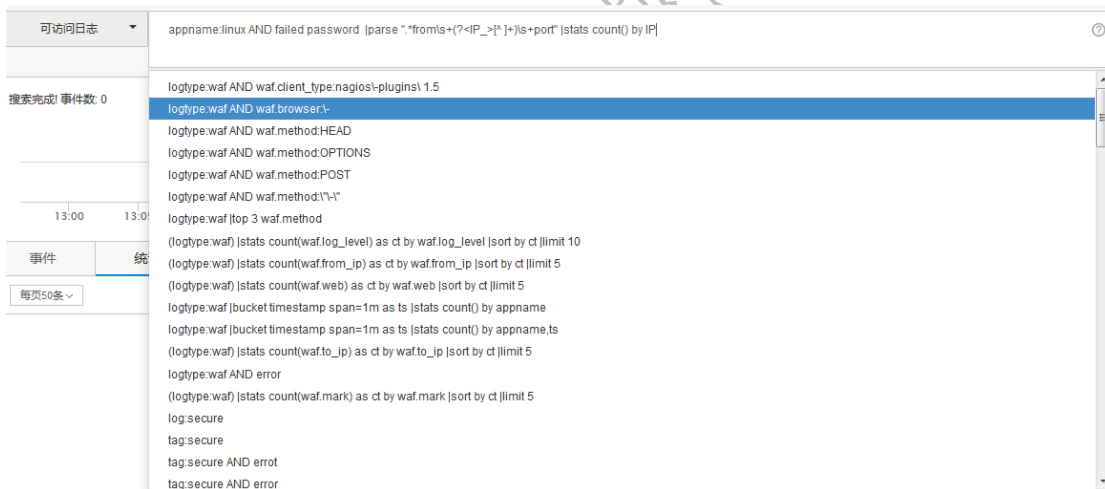 可访问日志
appname:linux AND failed password |parse ".*from\s+(?<IP_>[^ ]+)\s+port" |stats count() by IP
搜索完成! 事件数: 0
logtype:waf AND waf.client_type:nagios\-plugins\ 1.5
logtype:waf AND waf.browser:\-
logtype:waf AND waf.method:HEAD
logtype:waf AND waf.method:OPTIONS
logtype:waf AND waf.method:POST
logtype:waf AND waf.method:\"\-\"
13:00
13:05
logtype:waf |top 3 waf.method
(logtype:waf) |stats count(waf.log_level) as ct by waf.log_level |sort by ct |limit 10
事件
统
(logtype:waf) |stats count(waf.from_ip) as ct by waf.from_ip |sort by ct |limit 5
(logtype:waf) |stats count(waf.web) as ct by waf.web |sort by ct |limit 5
每页50条
logtype:waf |bucket timestamp span=1m as ts |stats count() by appname
logtype:waf |bucket timestamp span=1m as ts |stats count() by appname,ts
(logtype:waf) |stats count(waf.to_ip) as ct by waf.to_ip |sort by ct |limit 5
logtype:waf AND error
(logtype:waf) |stats count(waf.mark) as ct by waf.mark |sort by ct |limit 5
log:secure
tag:secure
tag:secure AND errot
tag:secure AND error